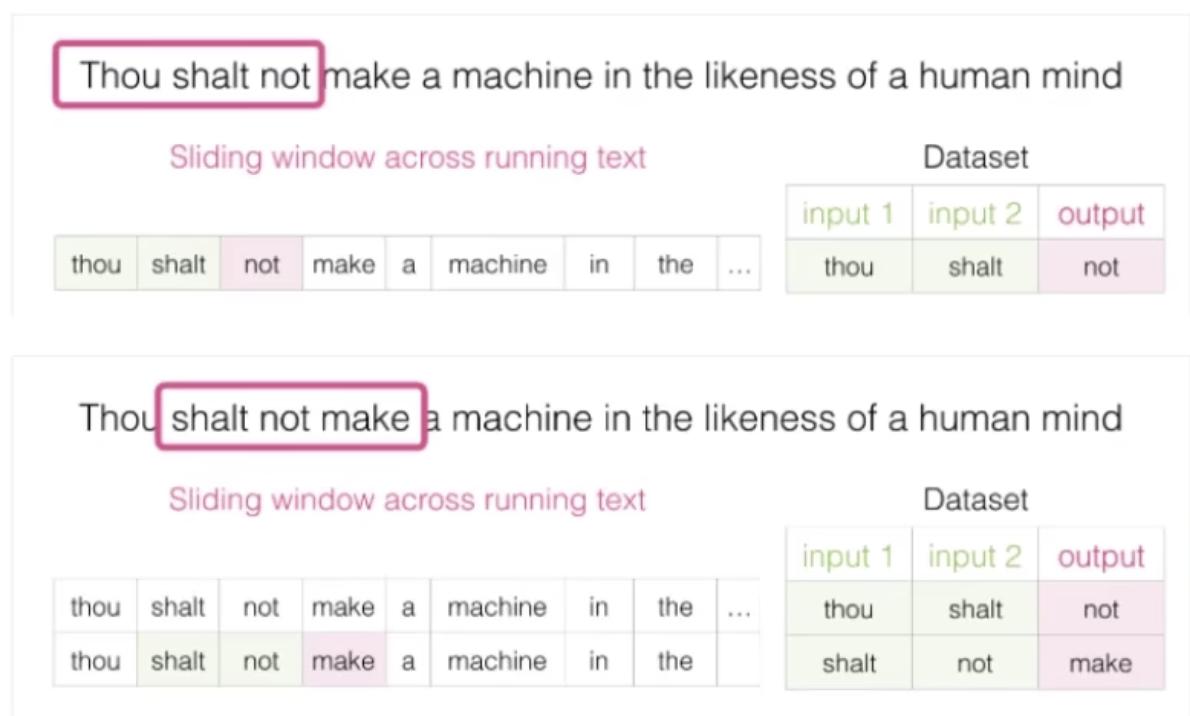 Thou shalt not make a machine in the likeness of a human mind
Sliding window across running text
thou shalt not make a machine in the ...
Dataset
input 1 input 2 output
thou shalt not
Thou shalt not make a machine in the likeness of a human mind
Sliding window across running text
thou shalt not make a machine in the ...
thou shalt not make a machine in the
Dataset
input 1 input 2 output
thou shalt not
shalt not make